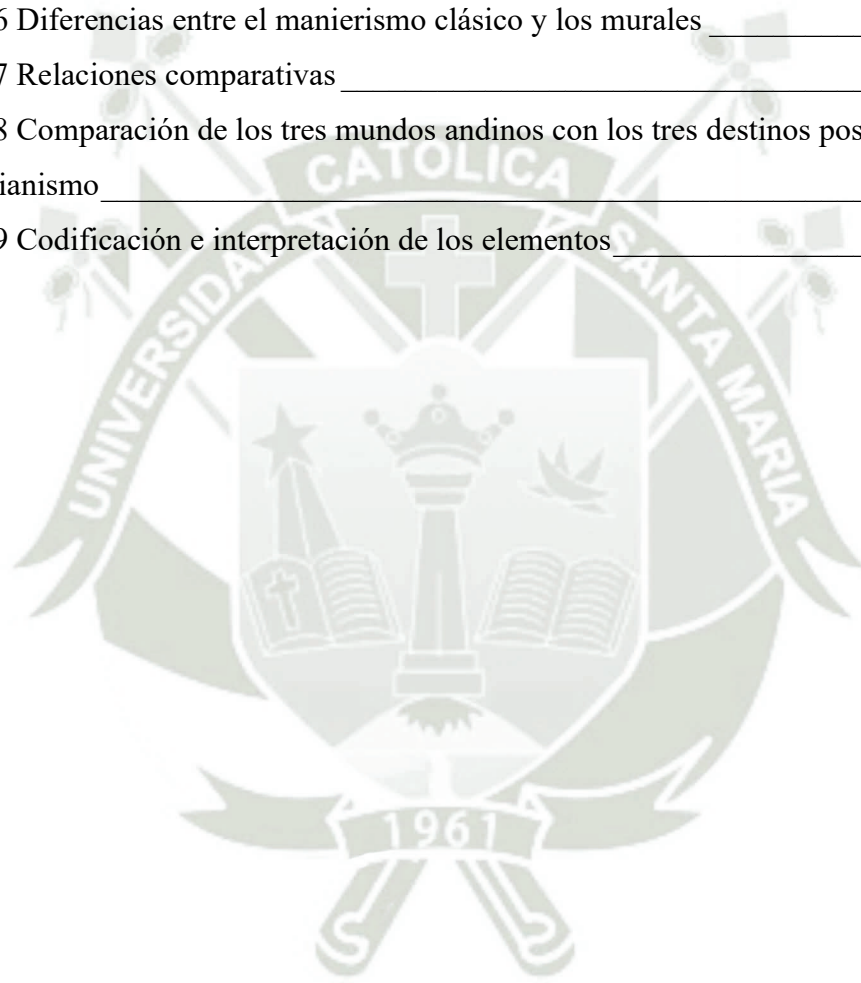 6 Diferencias entre el manierismo clásico y los murales
7 Relaciones comparativas
8 Comparación de los tres mundos andinos con los tres destinos pos
ianismo
9 Codificación e interpretación de los elementos
UNIVERSIDAD CATOLICA SANTA MARIA
1961